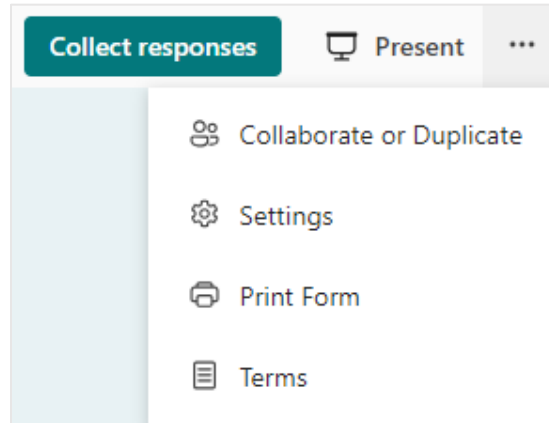 Collect responses Present ...
Collaborate or Duplicate
Settings
Print Form
Terms